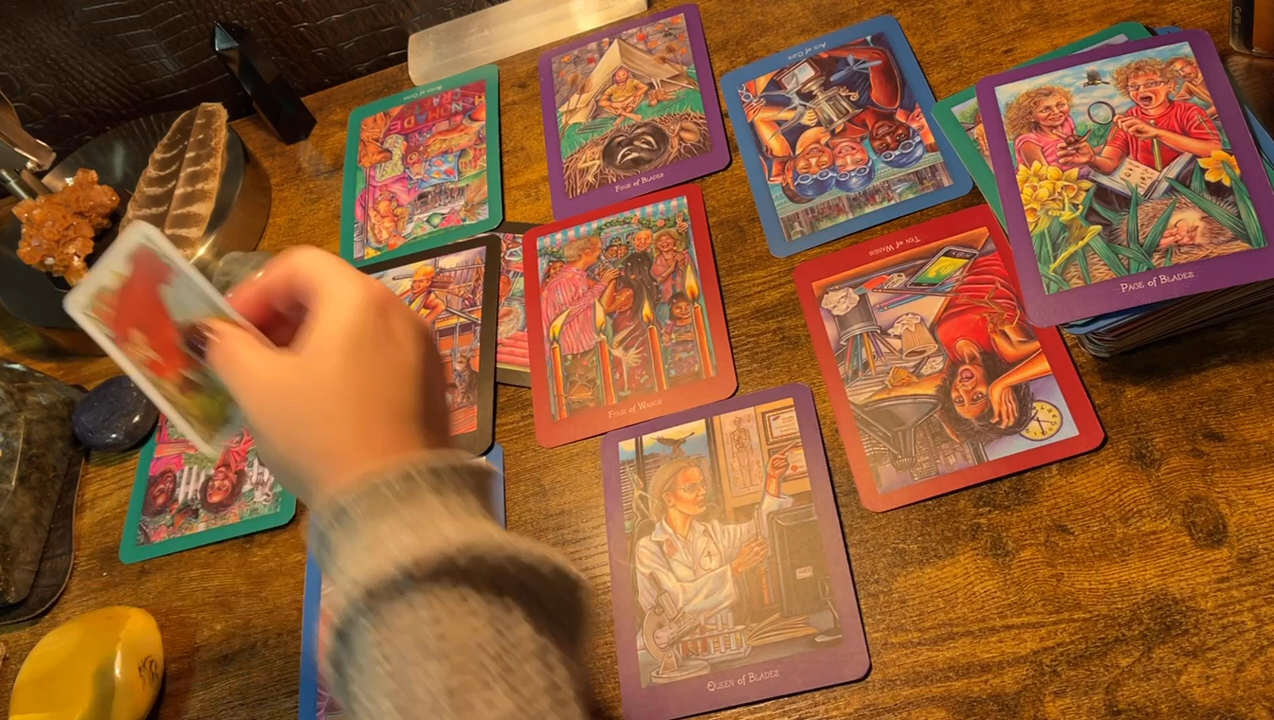 Four of Blades
Ace of Cups
Page of Blades
Ten of Wands
Four of Wands
Queen of Blades